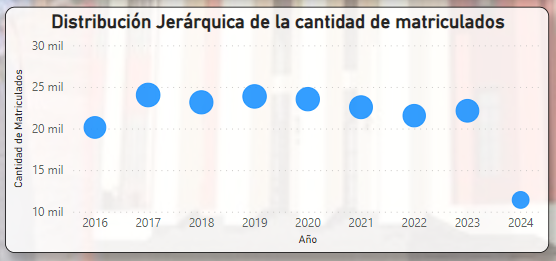 Distribución Jerárquica de la cantidad de matriculados
Cantidad de Matriculados
30 mil
25 mil
20 mil
15 mil
10 mil
2016 2017 2018 2019 2020 2021 2022 2023 2024
Año